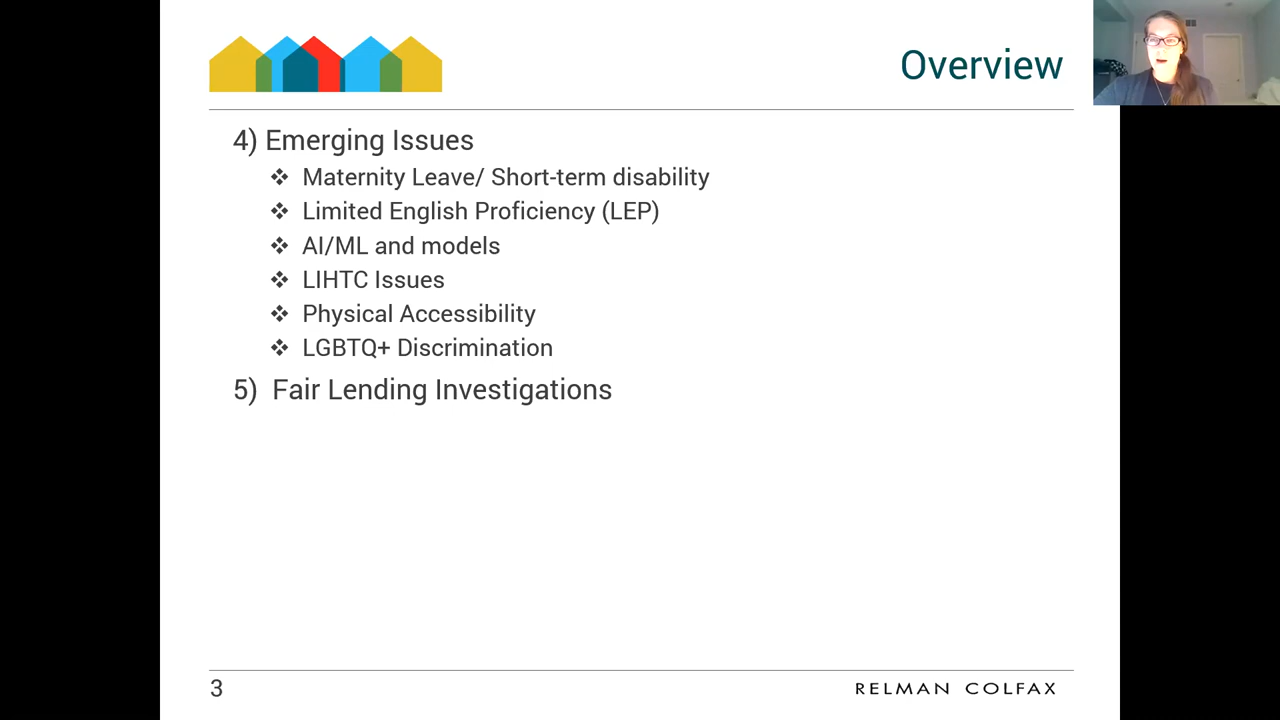 Overview
4) Emerging Issues
❖ Maternity Leave/ Short-term disability
❖ Limited English Proficiency (LEP)
❖ AI/ML and models
❖ LIHTC Issues
❖ Physical Accessibility
❖ LGBTQ+ Discrimination
5) Fair Lending Investigations
3
RELMAN COLFAX